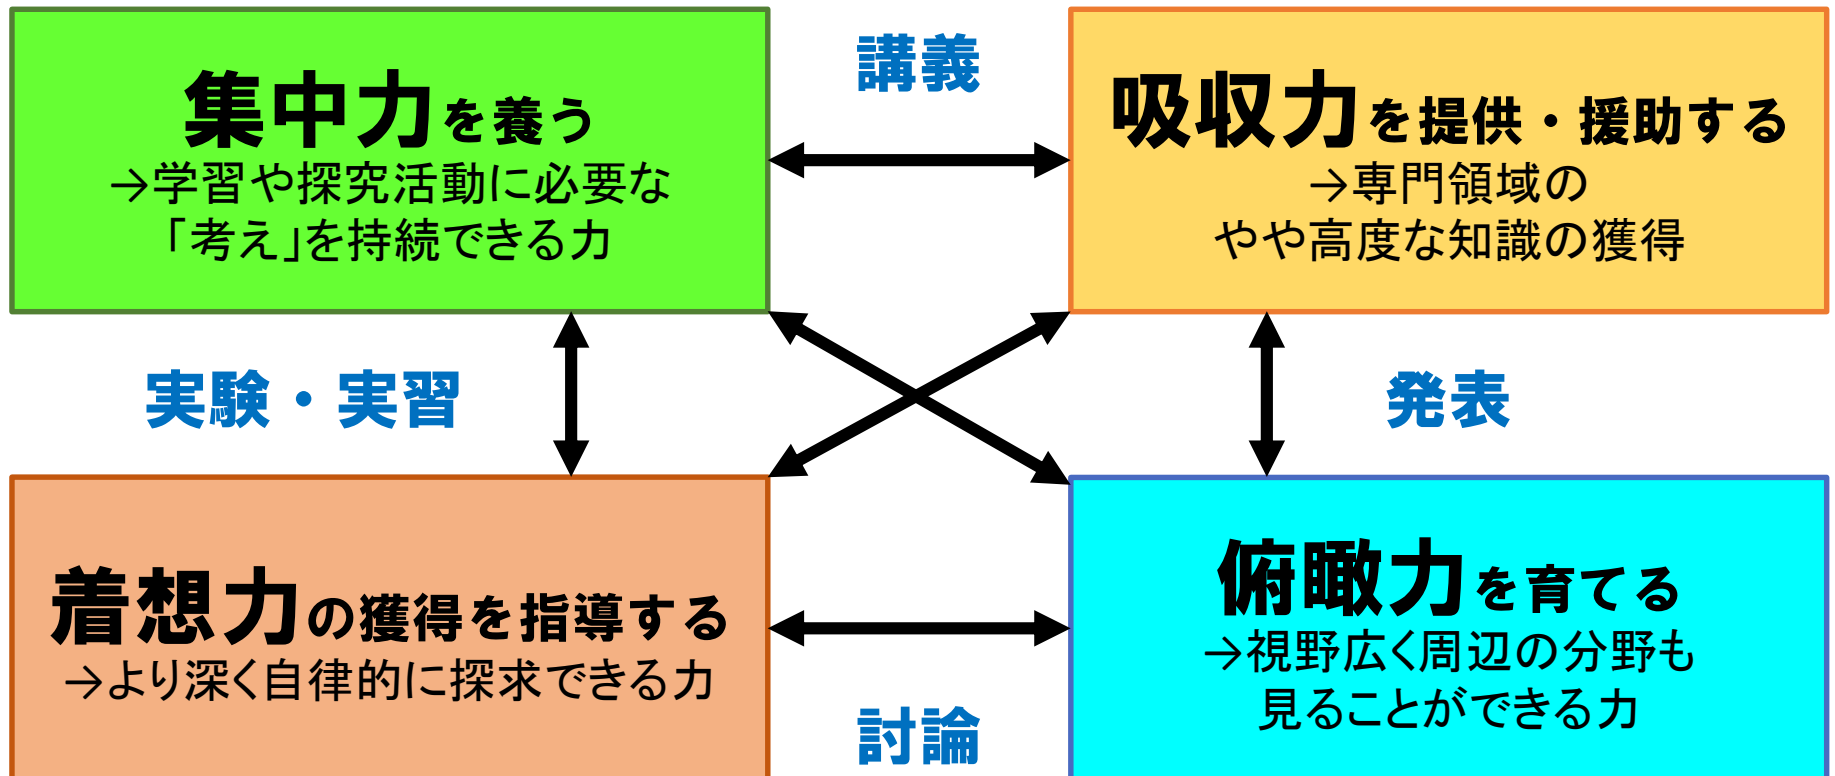 集中力を養う
→学習や探究活動に必要な
「考え」を持続できる力
講義
吸収力を提供・援助する
→専門領域の
やや高度な知識の獲得
実験・実習
発表
着想力の獲得を指導する
→より深く自律的に探求できる力
討論
俯瞰力を育てる
→視野広く周辺の分野も
見ることができる力